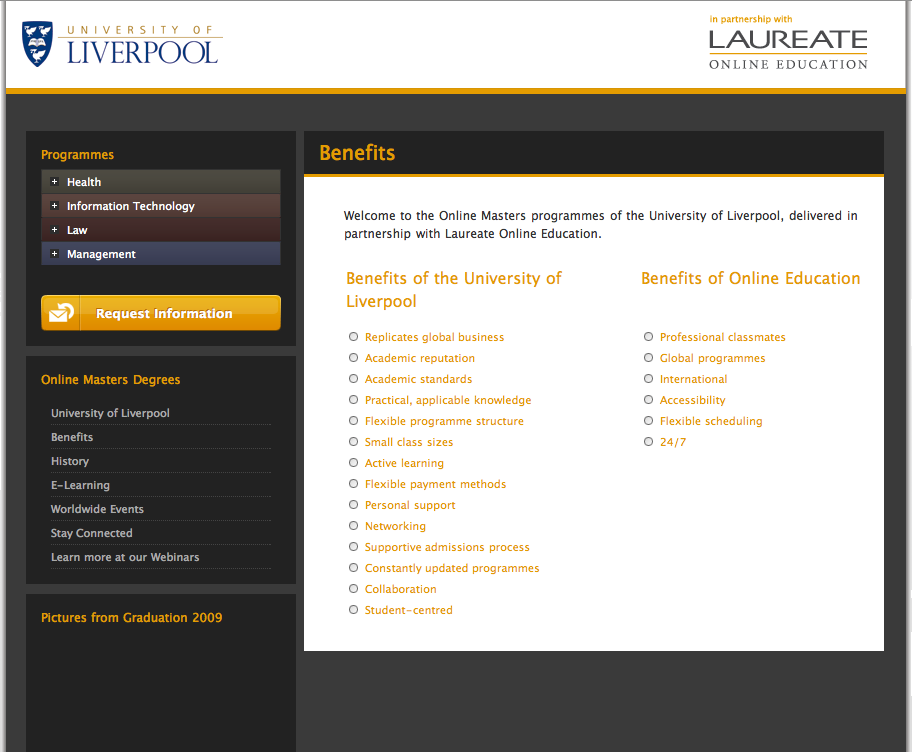 UNIVERSITY OF
LIVERPOOL
in partnership with
LAUREATE
ONLINE EDUCATION
Programmes
Health
Information Technology
Law
Management
Request Information
Online Masters Degrees
University of Liverpool
Benefits
History
E-Learning
Worldwide Events
Stay Connected
Learn more at our Webinars
Pictures from Graduation 2009
Benefits
Welcome to the Online Masters programmes of the University of Liverpool, delivered in
partnership with Laureate Online Education.
Benefits of the University of
Liverpool
Replicates global business
Academic reputation
Academic standards
Practical, applicable knowledge
Flexible programme structure
Small class sizes
Active learning
Flexible payment methods
Personal support
Networking
Supportive admissions process
Constantly updated programmes
Collaboration
Student-centred
Benefits of Online Education
Professional classmates
Global programmes
International
Accessibility
Flexible scheduling
24/7